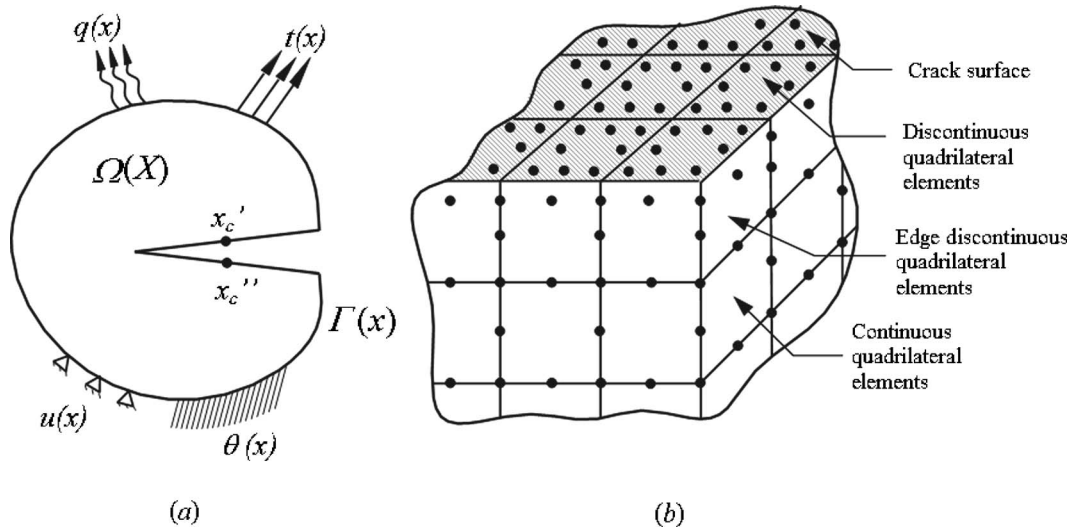 q(x)
t(x)
Ω(X)
x_c'
x_c''
Γ(x)
u(x)
θ(x)
(a)
Crack surface
Discontinuous
quadrilateral
elements
Edge discontinuous
quadrilateral
elements
Continuous
quadrilateral
elements
(b)